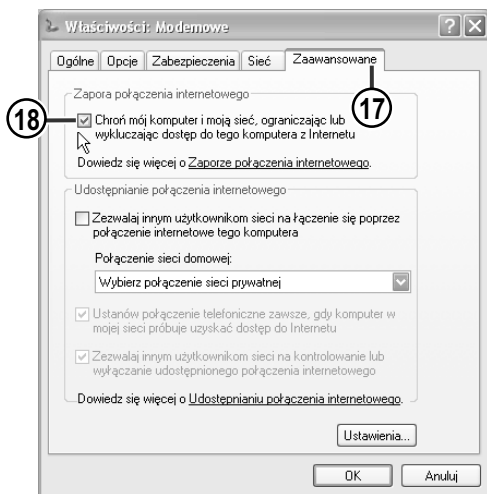 Właściwości: Modemowe
Ogólne Opcje Zabezpieczenia Sieć Zaawansowane
17
Zapora połączenia internetowego
18
Chroń mój komputer i moją sieć, ograniczając lub
wykluczając dostęp do tego komputera z Internetu
Dowiedz się więcej o Zaporze połączenia internetowego.
Udostępnianie połączenia internetowego
Zezwalaj innym użytkownikom sieci na łączenie się poprzez
połączenie internetowe tego komputera
Połączenie sieci domowej:
Wybierz połączenie sieci prywatnej
Ustanów połączenie telefoniczne zawsze, gdy komputer w
mojej sieci próbuje uzyskać dostęp do Internetu
Zezwalaj innym użytkownikom sieci na kontrolowanie lub
wyłączanie udostępnionego połączenia internetowego
Dowiedz się więcej o Udostępnianiu połączenia internetowego.
Ustawienia...
OK Anuluj